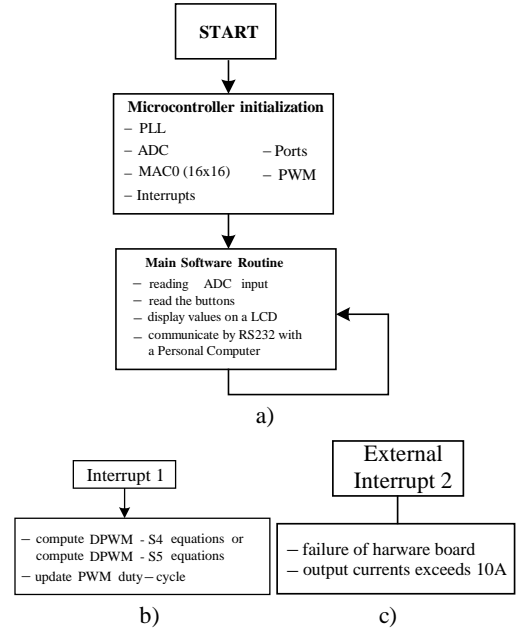 START
Microcontroller initialization
– PLL
– ADC
– MAC0 (16x16)
– Interrupts
– Ports
– PWM
Main Software Routine
– reading ADC input
– read the buttons
– display values on a LCD
– communicate by RS232 with
a Personal Computer
a)
Interrupt 1
– compute DPWM - S4 equations or
compute DPWM - S5 equations
– update PWM duty–cycle
b)
External
Interrupt 2
– failure of harware board
– output currents exceeds 10A
c)